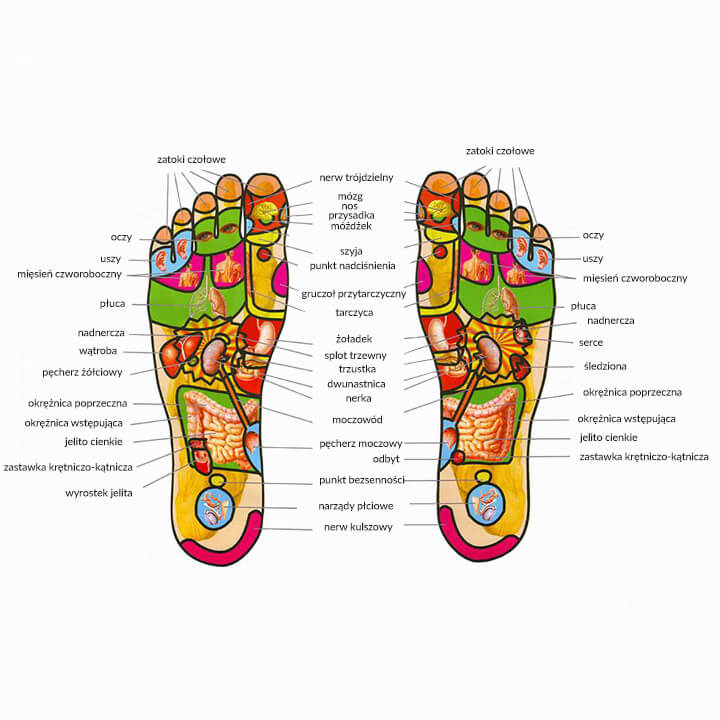 zatoki czołowe
oczy
uszy
mięsień czworoboczny
płuca
nadnercza
wątroba
pęcherz żółciowy
okrężnica poprzeczna
okrężnica wstępująca
jelito cienkie
zastawka krętniczo-kątnicza
wyrostek jelita
nerw trójdzielny
mózg
nos
przysadka
móżdżek
szyja
punkt nadciśnienia
gruczoł przytarczyczny
tarczyca
żołądek
splot trzewny
trzustka
dwunastnica
nerka
moczowód
pęcherz moczowy
odbyt
punkt bezsenności
narządy płciowe
nerw kulszowy
zatoki czołowe
oczy
uszy
mięsień czworoboczny
płuca
nadnercza
serce
śledziona
okrężnica poprzeczna
okrężnica wstępująca
jelito cienkie
zastawka krętniczo-kątnicza